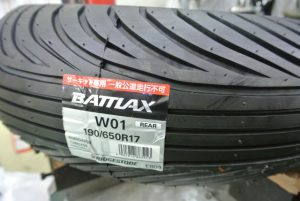 サーキット専用 一般公道走行不可
BATTLAX
W01 REAR
190/650R17
BRIDGESTONE